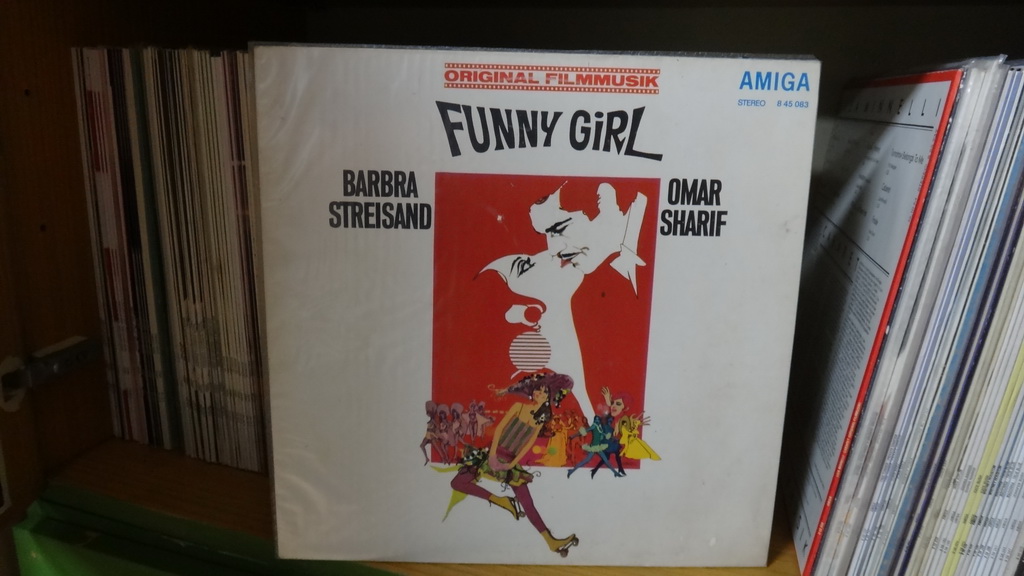 ORIGINAL FILMMUSIK
AMIGA
STEREO 8 45 083
FUNNY GiRL
BARBRA
STREISAND
OMAR
SHARIF